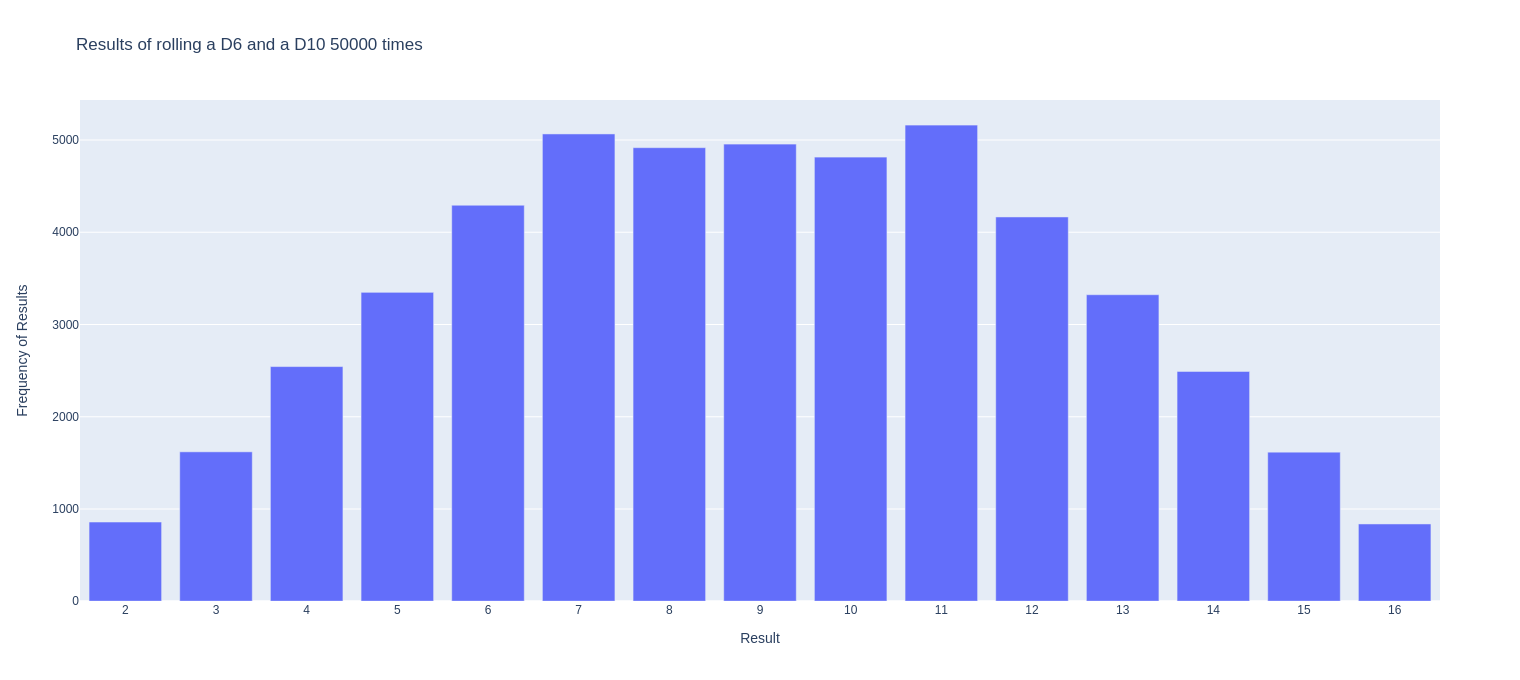 Results of rolling a D6 and a D10 50000 times
5000
4000
3000
2000
1000
0
Frequency of Results
2 3 4 5 6 7 8 9 10 11 12 13 14 15 16
Result